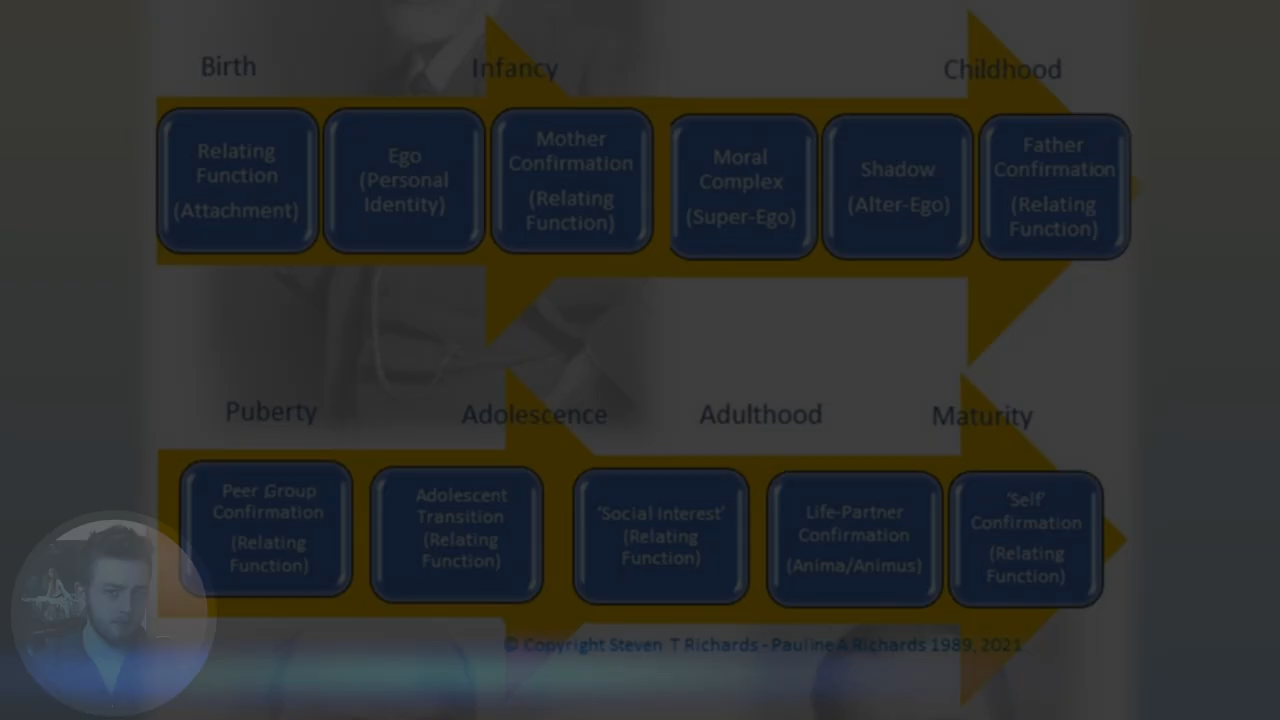 Birth
Infancy
Childhood
Relating
Function
(Attachment)
Ego
(Personal
Identity)
Mother
Confirmation
(Relating
Function)
Moral
Complex
(Super-Ego)
Shadow
(Alter-Ego)
Father
Confirmation
(Relating
Function)
Puberty
Adolescence
Adulthood
Maturity
Peer Group
Confirmation
(Relating
Function)
Adolescent
Transition
(Relating
Function)
‘Social Interest’
(Relating
Function)
Life-Partner
Confirmation
(Anima/Animus)
‘Self’
Confirmation
(Relating
Function)
© Copyright Steven T Richards - Pauline A Richards 1989, 2021